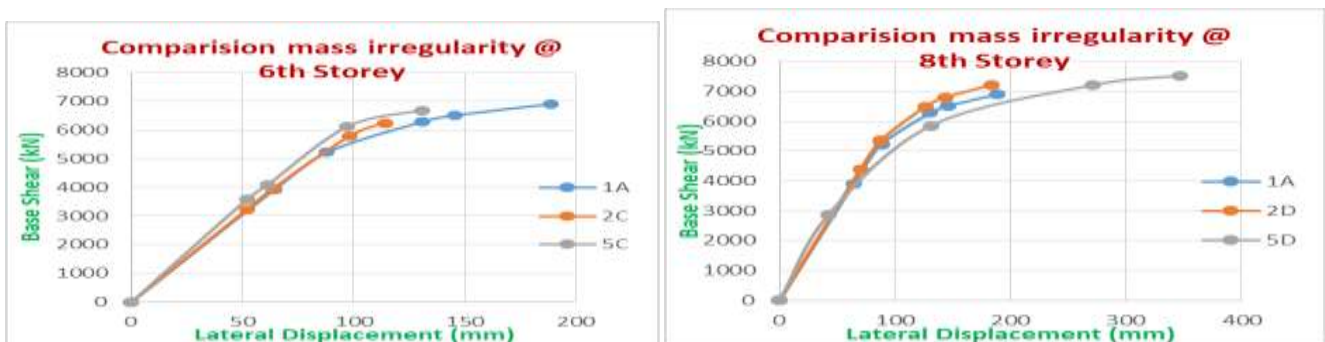 Comparision mass irregularity @
6th Storey
8000
7000
6000
5000
4000
3000
2000
1000
0
Base Shear (kN)
0 50 100 150 200
Lateral Displacement (mm)
1A
2C
5C
Comparision mass irregularity @
8th Storey
8000
7000
6000
5000
4000
3000
2000
1000
0
Base Shear (kN)
0 100 200 300 400
Lateral Displacement (mm)
1A
2D
5D